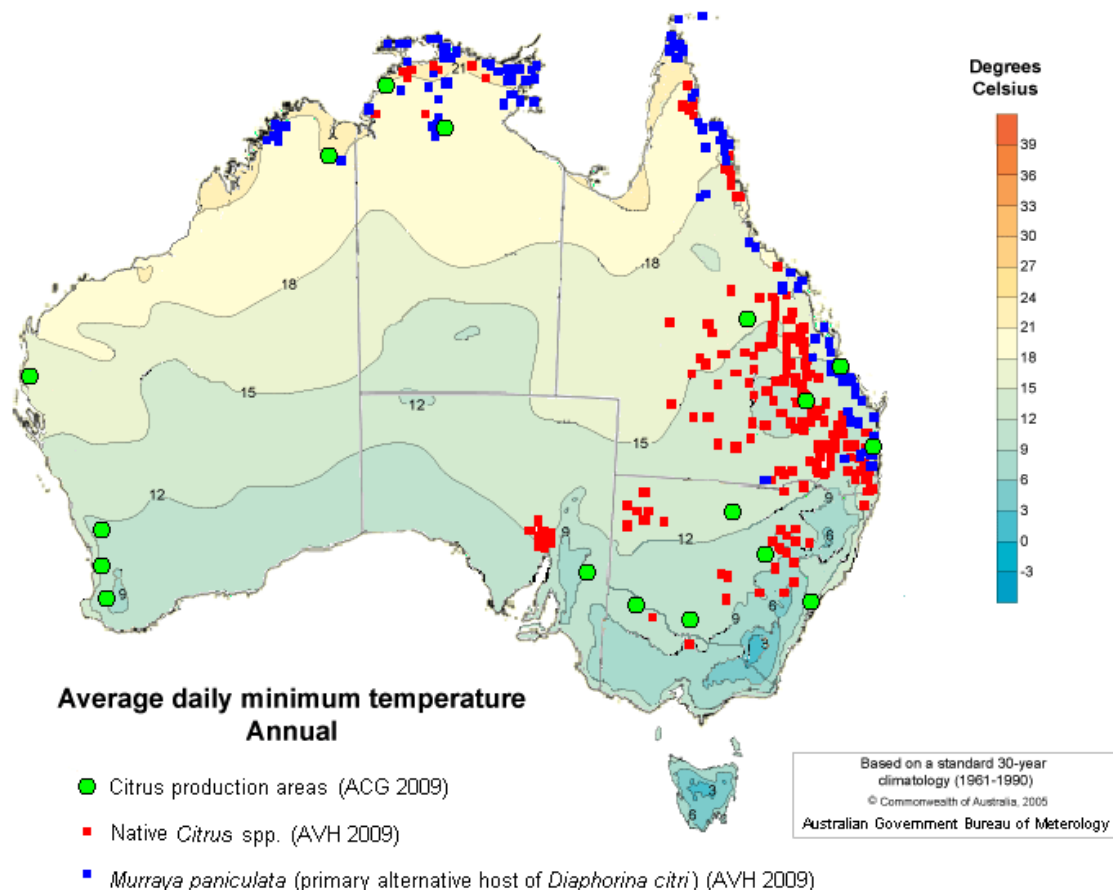 Degrees
Celsius
39
36
33
30
27
24
21
18
15
12
9
6
3
0
-3
21
18
18
15
12
15
12
9
12
9
6
9
6
9
3
3
6
Average daily minimum temperature
Annual
Citrus production areas (ACG 2009)
Native Citrus spp. (AVH 2009)
Murraya paniculata (primary alternative host of Diaphorina citri) (AVH 2009)
Based on a standard 30-year
climatology (1961-1990)
© Commonwealth of Australia, 2005
Australian Government Bureau of Meterology